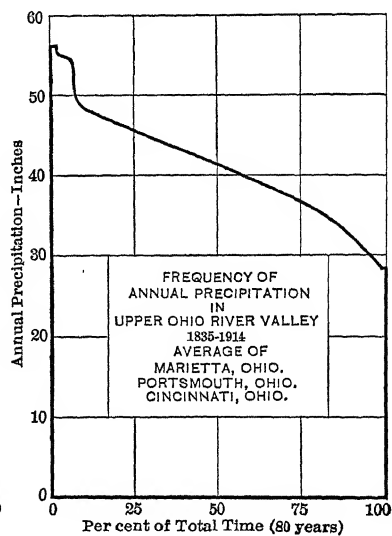 60
50
40
30
20
10
0
Annual Precipitation–Inches
FREQUENCY OF
ANNUAL PRECIPITATION
IN
UPPER OHIO RIVER VALLEY
1835-1914
AVERAGE OF
MARIETTA, OHIO.
PORTSMOUTH, OHIO.
CINCINNATI, OHIO.
0 25 50 75 100
Per cent of Total Time (80 years)